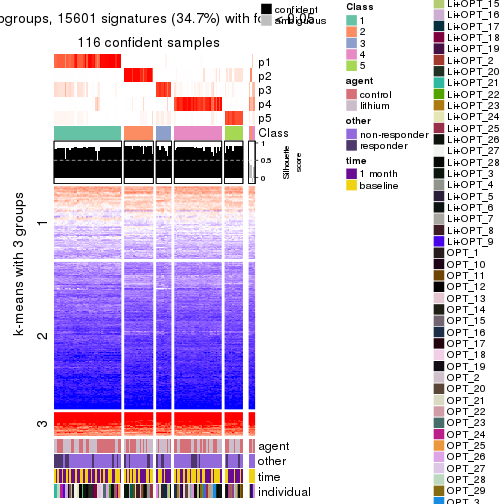 ogroups, 15601 signatures (34.7%) with f
116 confident samples
p1
p2
p3
p4
p5
Class
1
0.5
0
Silhouette
score
k-means with 3 groups
1
2
3
agent
other
time
individual
confident
ambiguous
Class
1
2
3
4
5
agent
control
lithium
other
non-responder
responder
time
1 month
baseline
Li+OPT_15
Li+OPT_16
Li+OPT_17
Li+OPT_18
Li+OPT_19
Li+OPT_2
Li+OPT_20
Li+OPT_21
Li+OPT_22
Li+OPT_23
Li+OPT_24
Li+OPT_25
Li+OPT_26
Li+OPT_27
Li+OPT_28
Li+OPT_3
Li+OPT_4
Li+OPT_5
Li+OPT_6
Li+OPT_7
Li+OPT_8
Li+OPT_9
OPT_1
OPT_10
OPT_11
OPT_12
OPT_13
OPT_14
OPT_15
OPT_16
OPT_17
OPT_18
OPT_19
OPT_2
OPT_20
OPT_21
OPT_22
OPT_23
OPT_24
OPT_25
OPT_26
OPT_27
OPT_28
OPT_29
OPT_3